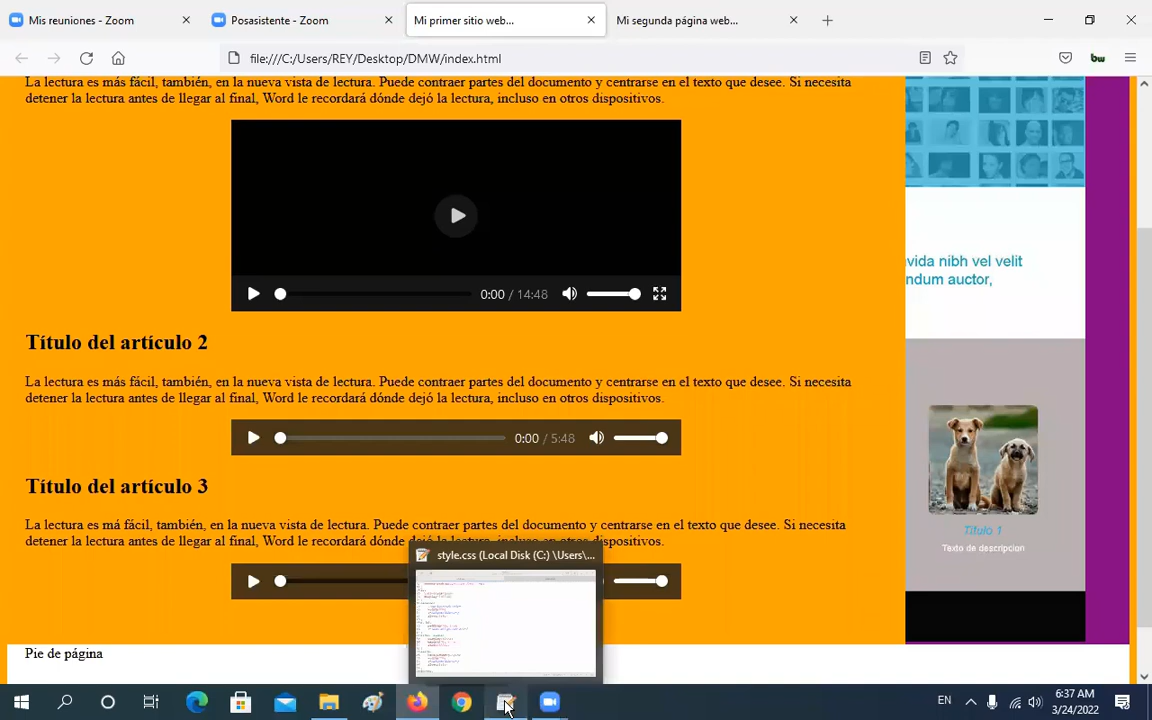 Mis reuniones - Zoom
Posasistente - Zoom
Mi primer sitio web...
Mi segunda página web...
file:///C:/Users/REY/Desktop/DMW/index.html
bw
La lectura es más fácil, también, en la nueva vista de lectura. Puede contraer partes del documento y centrarse en el texto que desee. Si necesita
detener la lectura antes de llegar al final, Word le recordará dónde dejó la lectura, incluso en otros dispositivos.
0:00 / 14:48
vida nibh vel velit
ndum auctor,
Título del artículo 2
La lectura es más fácil, también, en la nueva vista de lectura. Puede contraer partes del documento y centrarse en el texto que desee. Si necesita
detener la lectura antes de llegar al final, Word le recordará dónde dejó la lectura, incluso en otros dispositivos.
0:00 / 5:48
Título del artículo 3
La lectura es má fácil, también, en la nueva vista de lectura. Puede contraer partes del documento y centrarse en el texto que desee. Si necesita
detener la lectura antes de llegar al final, Word le recordará dónde dejó la lectura, incluso en otros dispositivos.
Título 1
Texto de descripcion
style.css (Local Disk (C:) \Users\...
Pie de página
EN
6:37 AM
3/24/2022